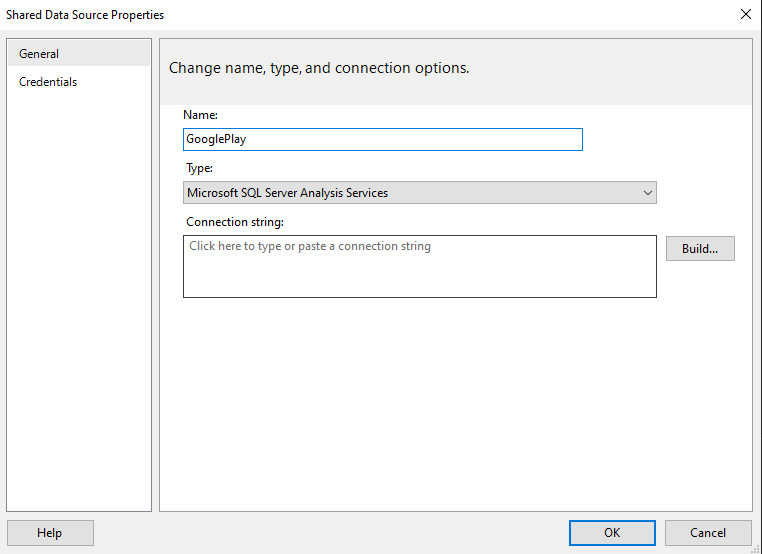 Shared Data Source Properties
General
Credentials
Change name, type, and connection options.
Name:
GooglePlay
Type:
Microsoft SQL Server Analysis Services
Connection string:
Click here to type or paste a connection string
Build...
Help
OK
Cancel